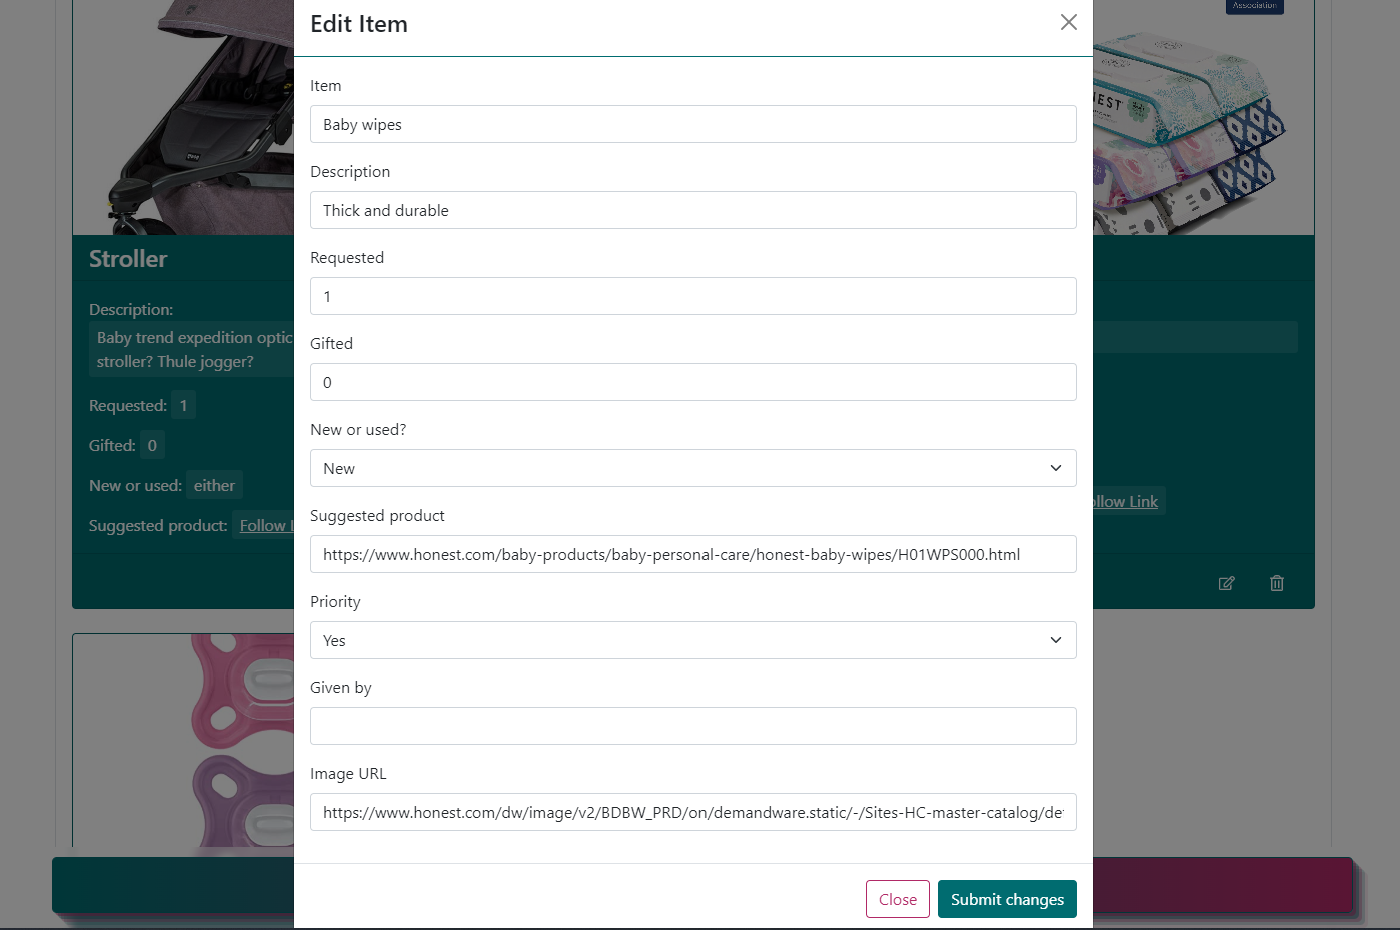 Edit Item
Association
Item
Baby wipes
Description
Thick and durable
Requested
1
Gifted
0
New or used?
New
Suggested product
https://www.honest.com/baby-products/baby-personal-care/honest-baby-wipes/H01WPS000.html
Priority
Yes
Given by
Image URL
https://www.honest.com/dw/image/v2/BDBW_PRD/on/demandware.static/-/Sites-HC-master-catalog/de
Close
Submit changes
Stroller
Description:
Baby trend expedition optic
stroller? Thule jogger?
Requested: 1
Gifted: 0
New or used: either
Suggested product: Follow L
NEST
ollow Link